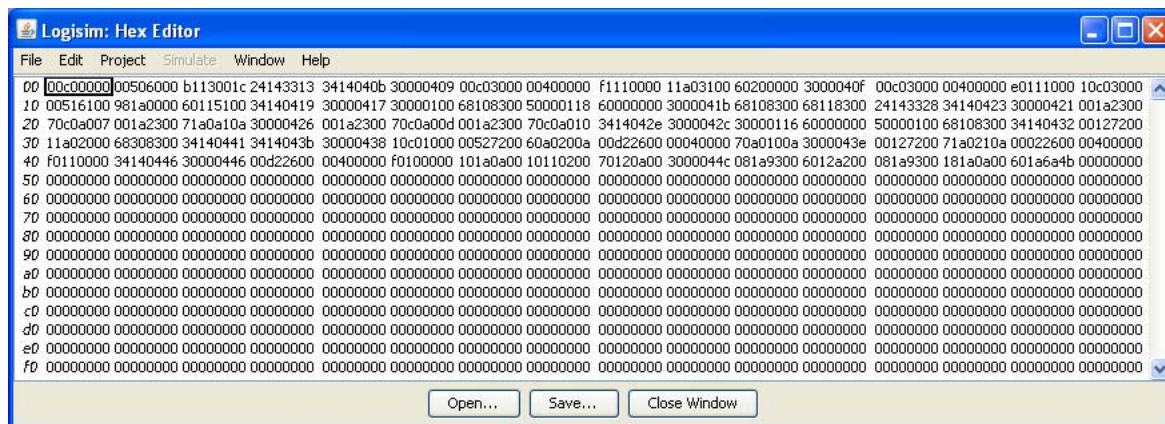 Logisim: Hex Editor
File Edit Project Simulate Window Help
00 00c00000 00506000 b113001c 24143313 3414040b 30000409 00c03000 00400000 f1110000 11a03100 60200000 3000040f 00c03000 00400000 e0111000 10c03000
10 00516100 981a0000 60115100 34140419 30000417 30000100 68108300 50000118 60000000 3000041b 68108300 68118300 24143328 34140423 30000421 001a2300
20 70c0a007 001a2300 71a0a10a 30000426 001a2300 70c0a00d 001a2300 70c0a010 3414042e 3000042c 30000116 60000000 50000100 68108300 34140432 00127200
30 11a02000 68308300 34140441 3414043b 30000438 10c01000 00527200 60a0200a 00d22600 00040000 70a0100a 3000043e 00127200 71a0210a 00022600 00400000
40 f0110000 34140446 30000446 00d22600 00400000 f0100000 101a0a00 10110200 70120a00 3000044c 081a9300 6012a200 081a9300 181a0a00 601a6a4b 00000000
50 00000000 00000000 00000000 00000000 00000000 00000000 00000000 00000000 00000000 00000000 00000000 00000000 00000000 00000000 00000000 00000000
60 00000000 00000000 00000000 00000000 00000000 00000000 00000000 00000000 00000000 00000000 00000000 00000000 00000000 00000000 00000000 00000000
70 00000000 00000000 00000000 00000000 00000000 00000000 00000000 00000000 00000000 00000000 00000000 00000000 00000000 00000000 00000000 00000000
80 00000000 00000000 00000000 00000000 00000000 00000000 00000000 00000000 00000000 00000000 00000000 00000000 00000000 00000000 00000000 00000000
90 00000000 00000000 00000000 00000000 00000000 00000000 00000000 00000000 00000000 00000000 00000000 00000000 00000000 00000000 00000000 00000000
a0 00000000 00000000 00000000 00000000 00000000 00000000 00000000 00000000 00000000 00000000 00000000 00000000 00000000 00000000 00000000 00000000
b0 00000000 00000000 00000000 00000000 00000000 00000000 00000000 00000000 00000000 00000000 00000000 00000000 00000000 00000000 00000000 00000000
c0 00000000 00000000 00000000 00000000 00000000 00000000 00000000 00000000 00000000 00000000 00000000 00000000 00000000 00000000 00000000 00000000
d0 00000000 00000000 00000000 00000000 00000000 00000000 00000000 00000000 00000000 00000000 00000000 00000000 00000000 00000000 00000000 00000000
e0 00000000 00000000 00000000 00000000 00000000 00000000 00000000 00000000 00000000 00000000 00000000 00000000 00000000 00000000 00000000 00000000
f0 00000000 00000000 00000000 00000000 00000000 00000000 00000000 00000000 00000000 00000000 00000000 00000000 00000000 00000000 00000000 00000000
Open... Save... Close Window